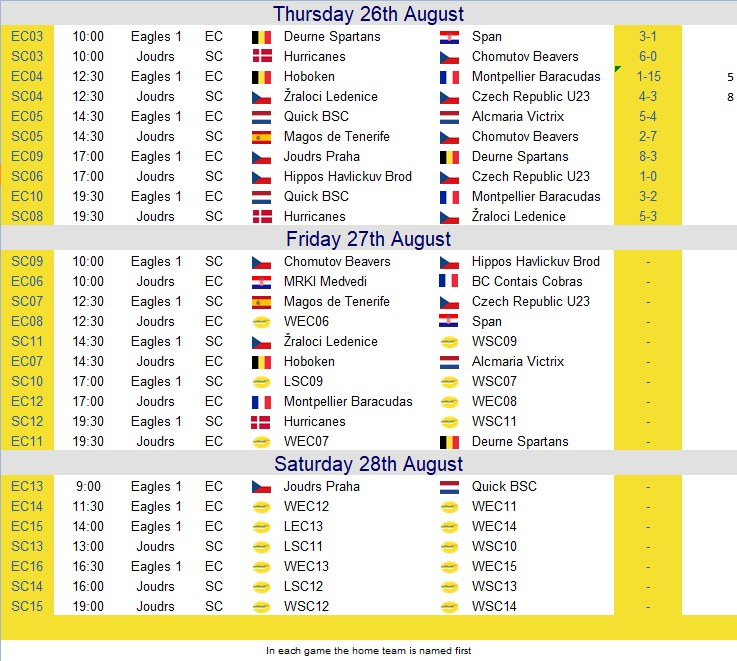 Thursday 26th August
EC03 10:00 Eagles 1 EC Deurne Spartans Span 3-1
SC03 10:00 Joudrs SC Hurricanes Chomutov Beavers 6-0
EC04 12:30 Eagles 1 EC Hoboken Montpellier Baracudas 1-15 5
SC04 12:30 Joudrs SC Žraloci Ledenice Czech Republic U23 4-3 8
EC05 14:30 Eagles 1 EC Quick BSC Alcmaria Victrix 5-4
SC05 14:30 Joudrs SC Magos de Tenerife Chomutov Beavers 2-7
EC09 17:00 Eagles 1 EC Joudrs Praha Deurne Spartans 8-3
SC06 17:00 Joudrs SC Hippos Havlickuv Brod Czech Republic U23 1-0
EC10 19:30 Eagles 1 EC Quick BSC Montpellier Baracudas 3-2
SC08 19:30 Joudrs SC Hurricanes Žraloci Ledenice 5-3
Friday 27th August
SC09 10:00 Eagles 1 SC Chomutov Beavers Hippos Havlickuv Brod -
EC06 10:00 Joudrs EC MRKI Medvedi BC Contais Cobras -
SC07 12:30 Eagles 1 SC Magos de Tenerife Czech Republic U23 -
EC08 12:30 Joudrs EC WEC06 Span -
SC11 14:30 Eagles 1 SC Žraloci Ledenice WSC09 -
EC07 14:30 Joudrs EC Hoboken Alcmaria Victrix -
SC10 17:00 Eagles 1 SC LSC09 WSC07 -
EC12 17:00 Joudrs EC Montpellier Baracudas WEC08 -
SC12 19:30 Eagles 1 SC Hurricanes WSC11 -
EC11 19:30 Joudrs EC WEC07 Deurne Spartans -
Saturday 28th August
EC13 9:00 Eagles 1 EC Joudrs Praha Quick BSC -
EC14 11:30 Eagles 1 EC WEC12 WEC11 -
EC15 14:00 Eagles 1 EC LEC13 WEC14 -
SC13 13:00 Joudrs SC LSC11 WSC10 -
EC16 16:30 Eagles 1 EC WEC13 WEC15 -
SC14 16:00 Joudrs SC LSC12 WSC13 -
SC15 19:00 Joudrs SC WSC12 WSC14 -
In each game the home team is named first